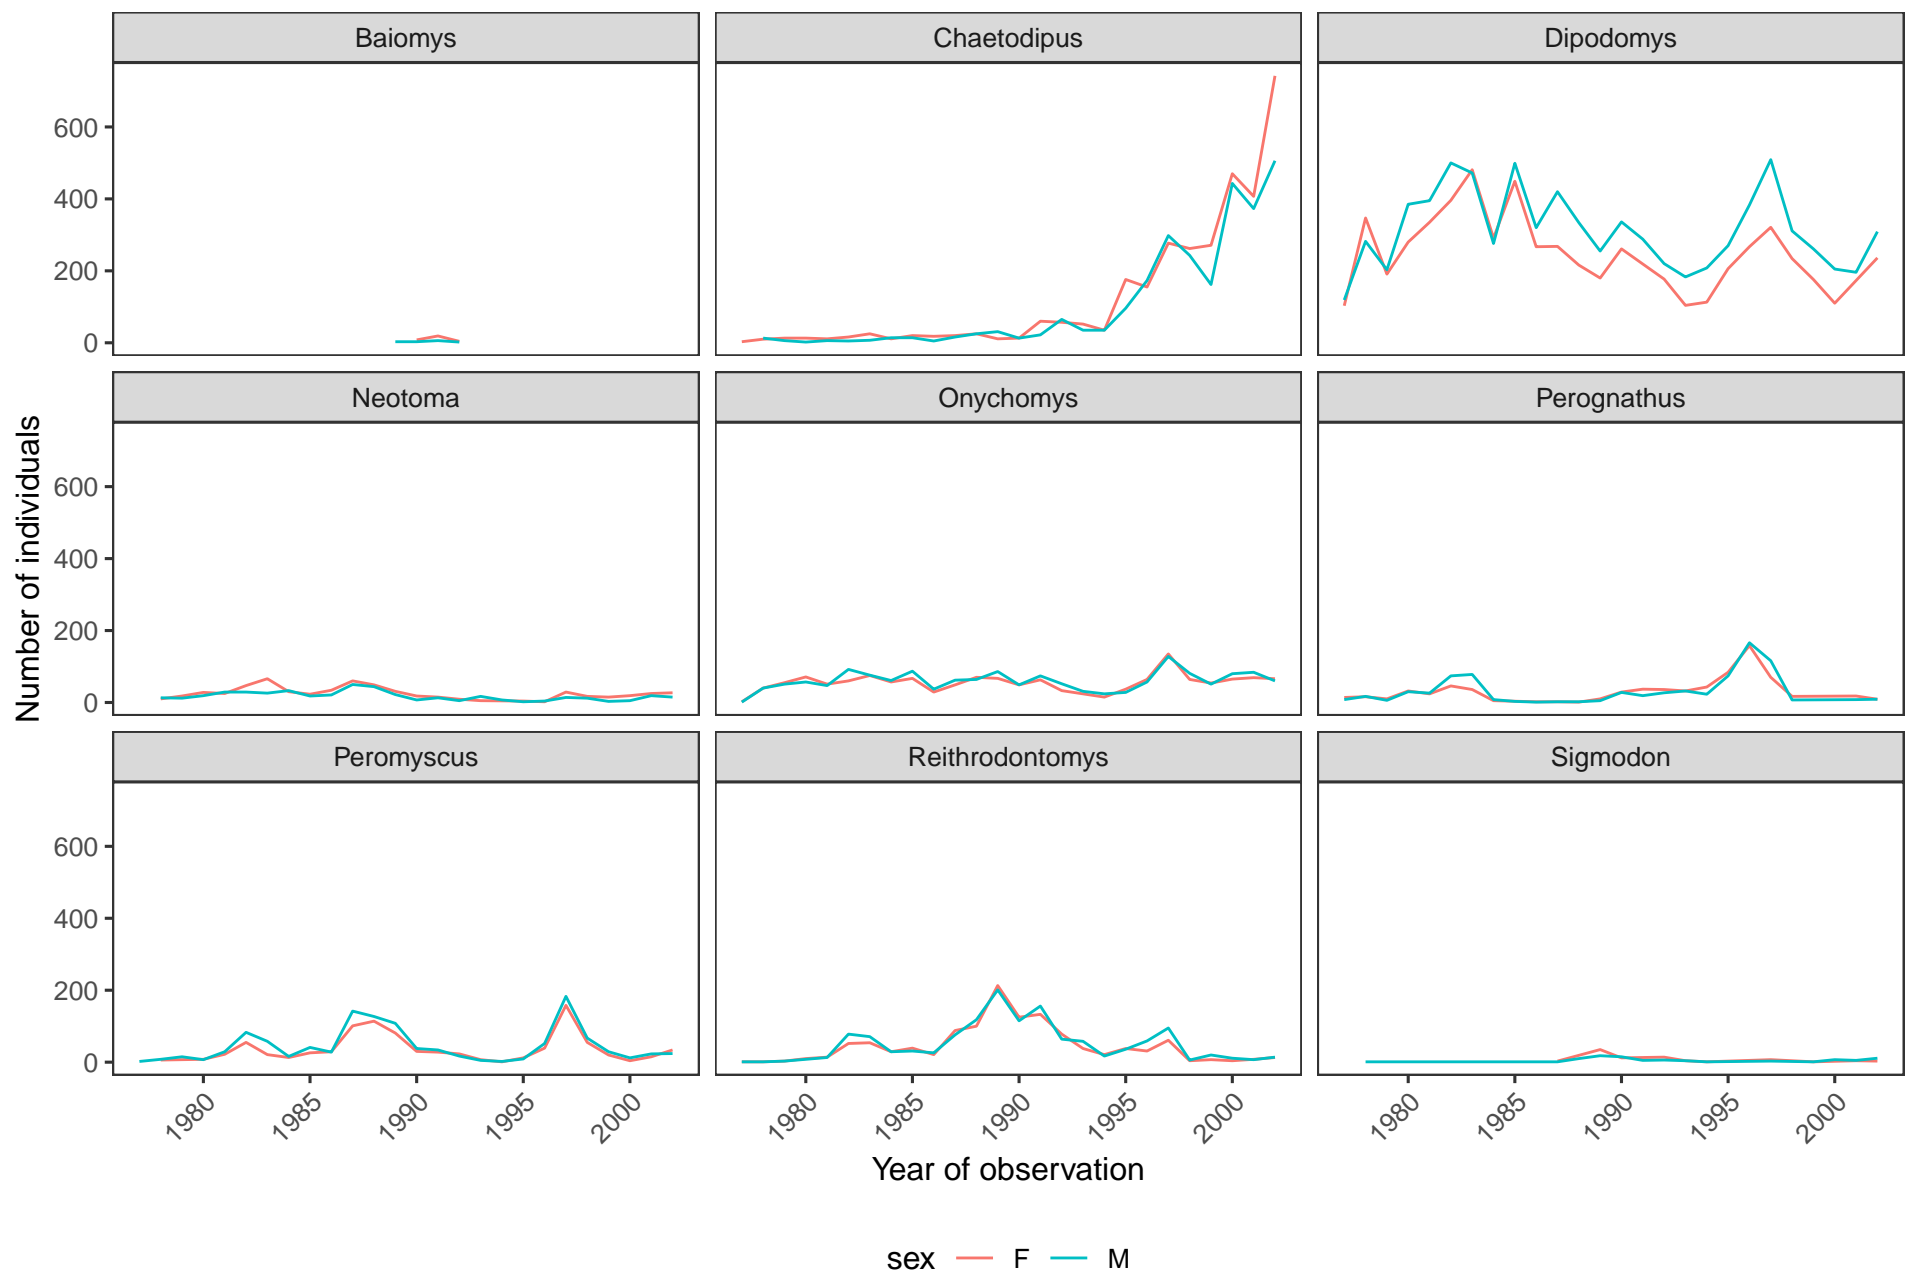 Baiomys
Chaetodipus
Dipodomys
600
400
200
0
Neotoma
Onychomys
Perognathus
600
400
200
0
Number of individuals
Peromyscus
Reithrodontomys
Sigmodon
600
400
200
0
1980 1985 1990 1995 2000
1980 1985 1990 1995 2000
1980 1985 1990 1995 2000
Year of observation
sex F M